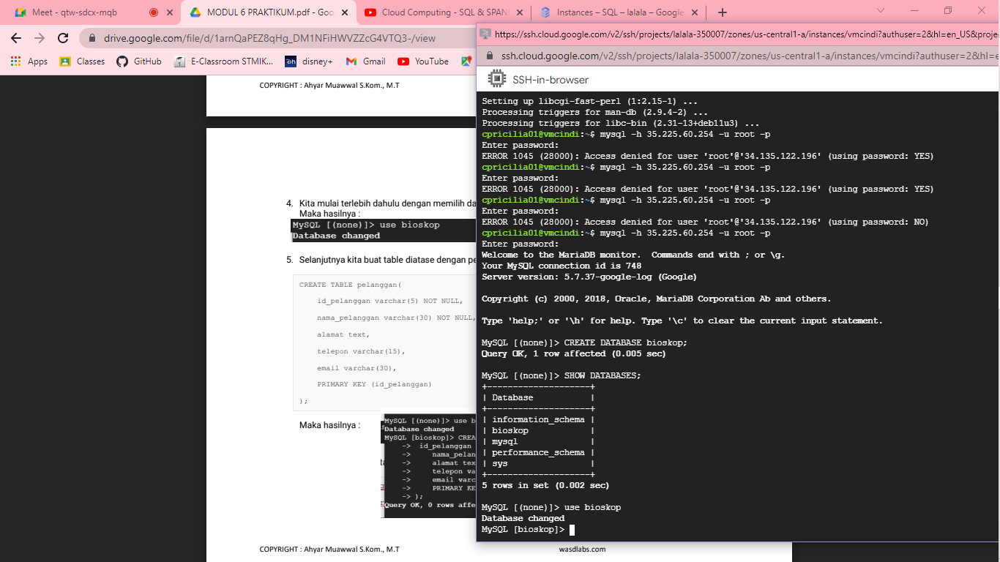 Meet - qtw-sdcx-mqb
MODUL 6 PRAKTIKUM.pdf - Goo
Cloud Computing - SQL & SPAN
Instances – SQL – lalala – Google
drive.google.com/file/d/1arnQaPEZ8qHg_DM1NFiHWVZZcG4VTQ3-/view
Apps
Classes
GitHub
E-Classroom STMIK...
disney+
Gmail
YouTube
COPYRIGHT : Ahyar Muawwal S.Kom., M.T
4. Kita mulai terlebih dahulu dengan memilih da
Maka hasilnya :
MySQL [(none)]> use bioskop
Database changed
5. Selanjutnya kita buat table diatase dengan pe
CREATE TABLE pelanggan(
id_pelanggan varchar(5) NOT NULL,
nama_pelanggan varchar(30) NOT NULL,
alamat text,
telepon varchar(15),
email varchar(30),
PRIMARY KEY (id_pelanggan)
);
Maka hasilnya :
MySQL [(none)]> use b
Database changed
MySQL [bioskop]> CREA
-> id_pelanggan
-> nama_pelan
-> alamat tex
-> telepon va
-> email varc
-> PRIMARY KE
-> );
Query OK, 0 rows affe
COPYRIGHT : Ahyar Muawwal S.Kom., M.T
wasdlabs.com
https://ssh.cloud.google.com/v2/ssh/projects/lalala-350007/zones/us-central1-a/instances/vmcindi?authuser=2&hl=en_US&proje
ssh.cloud.google.com/v2/ssh/projects/lalala-350007/zones/us-central1-a/instances/vmcindi?authuser=2&hl=e
SSH-in-browser
Setting up libcgi-fast-perl (1:2.15-1) ...
Processing triggers for man-db (2.9.4-2) ...
Processing triggers for libc-bin (2.31-13+deb11u3) ...
cpricilia01@vmcindi:~$ mysql -h 35.225.60.254 -u root -p
Enter password:
ERROR 1045 (28000): Access denied for user 'root'@'34.135.122.196' (using password: YES)
cpricilia01@vmcindi:~$ mysql -h 35.225.60.254 -u root -p
Enter password:
ERROR 1045 (28000): Access denied for user 'root'@'34.135.122.196' (using password: YES)
cpricilia01@vmcindi:~$ mysql -h 35.225.60.254 -u root -p
Enter password:
ERROR 1045 (28000): Access denied for user 'root'@'34.135.122.196' (using password: NO)
cpricilia01@vmcindi:~$ mysql -h 35.225.60.254 -u root -p
Enter password:
Welcome to the MariaDB monitor.  Commands end with ; or \g.
Your MySQL connection id is 748
Server version: 5.7.37-google-log (Google)
Copyright (c) 2000, 2018, Oracle, MariaDB Corporation Ab and others.
Type 'help;' or '\h' for help. Type '\c' to clear the current input statement.
MySQL [(none)]> CREATE DATABASE bioskop;
Query OK, 1 row affected (0.005 sec)
MySQL [(none)]> SHOW DATABASES;
+--------------------+
| Database           |
+--------------------+
| information_schema |
| bioskop            |
| mysql              |
| performance_schema |
| sys                |
+--------------------+
5 rows in set (0.002 sec)
MySQL [(none)]> use bioskop
Database changed
MySQL [bioskop]>